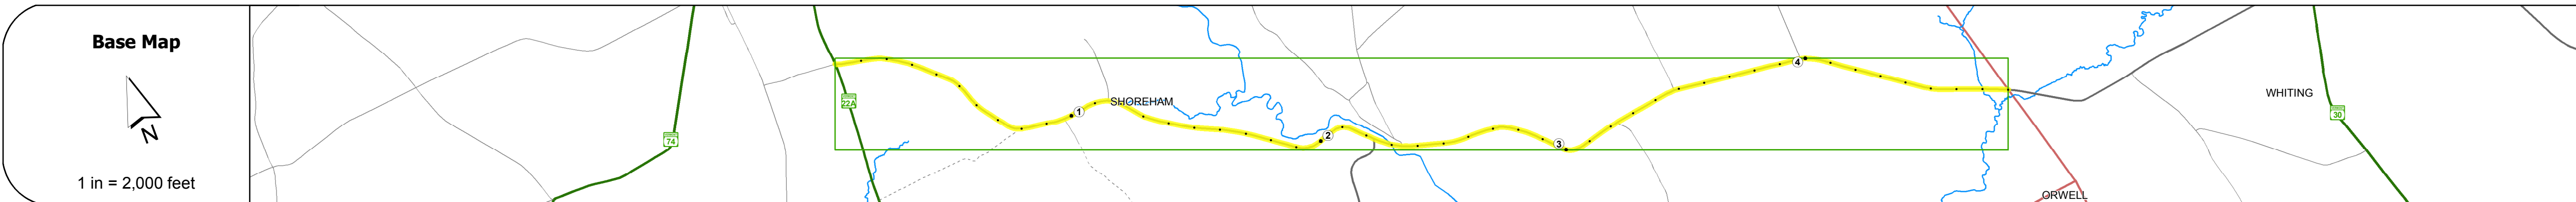 Base Map
N
1 in = 2,000 feet
74
22A
1
SHOREHAM
2
3
4
ORWELL
WHITING
30